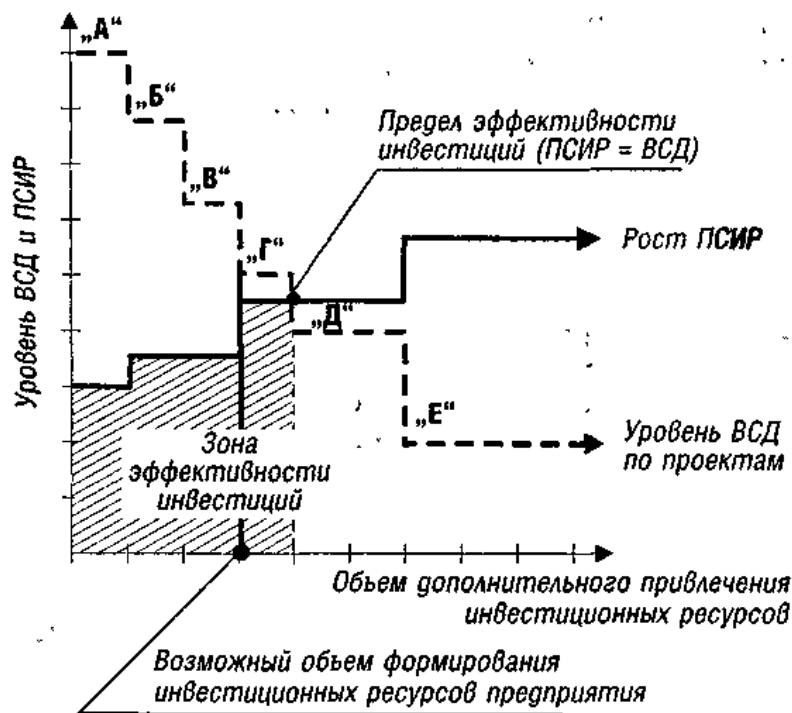 „А“
„Б“
„В“
„Г“
„Д“
„Е“
Предел эффективности
инвестиций (ПСИР = ВСД)
Уровень ВСД и ПСИР
Рост ПСИР
Уровень ВСД
по проектам
Зона
эффективности
инвестиций
Объем дополнительного привлечения
инвестиционных ресурсов
Возможный объем формирования
инвестиционных ресурсов предприятия